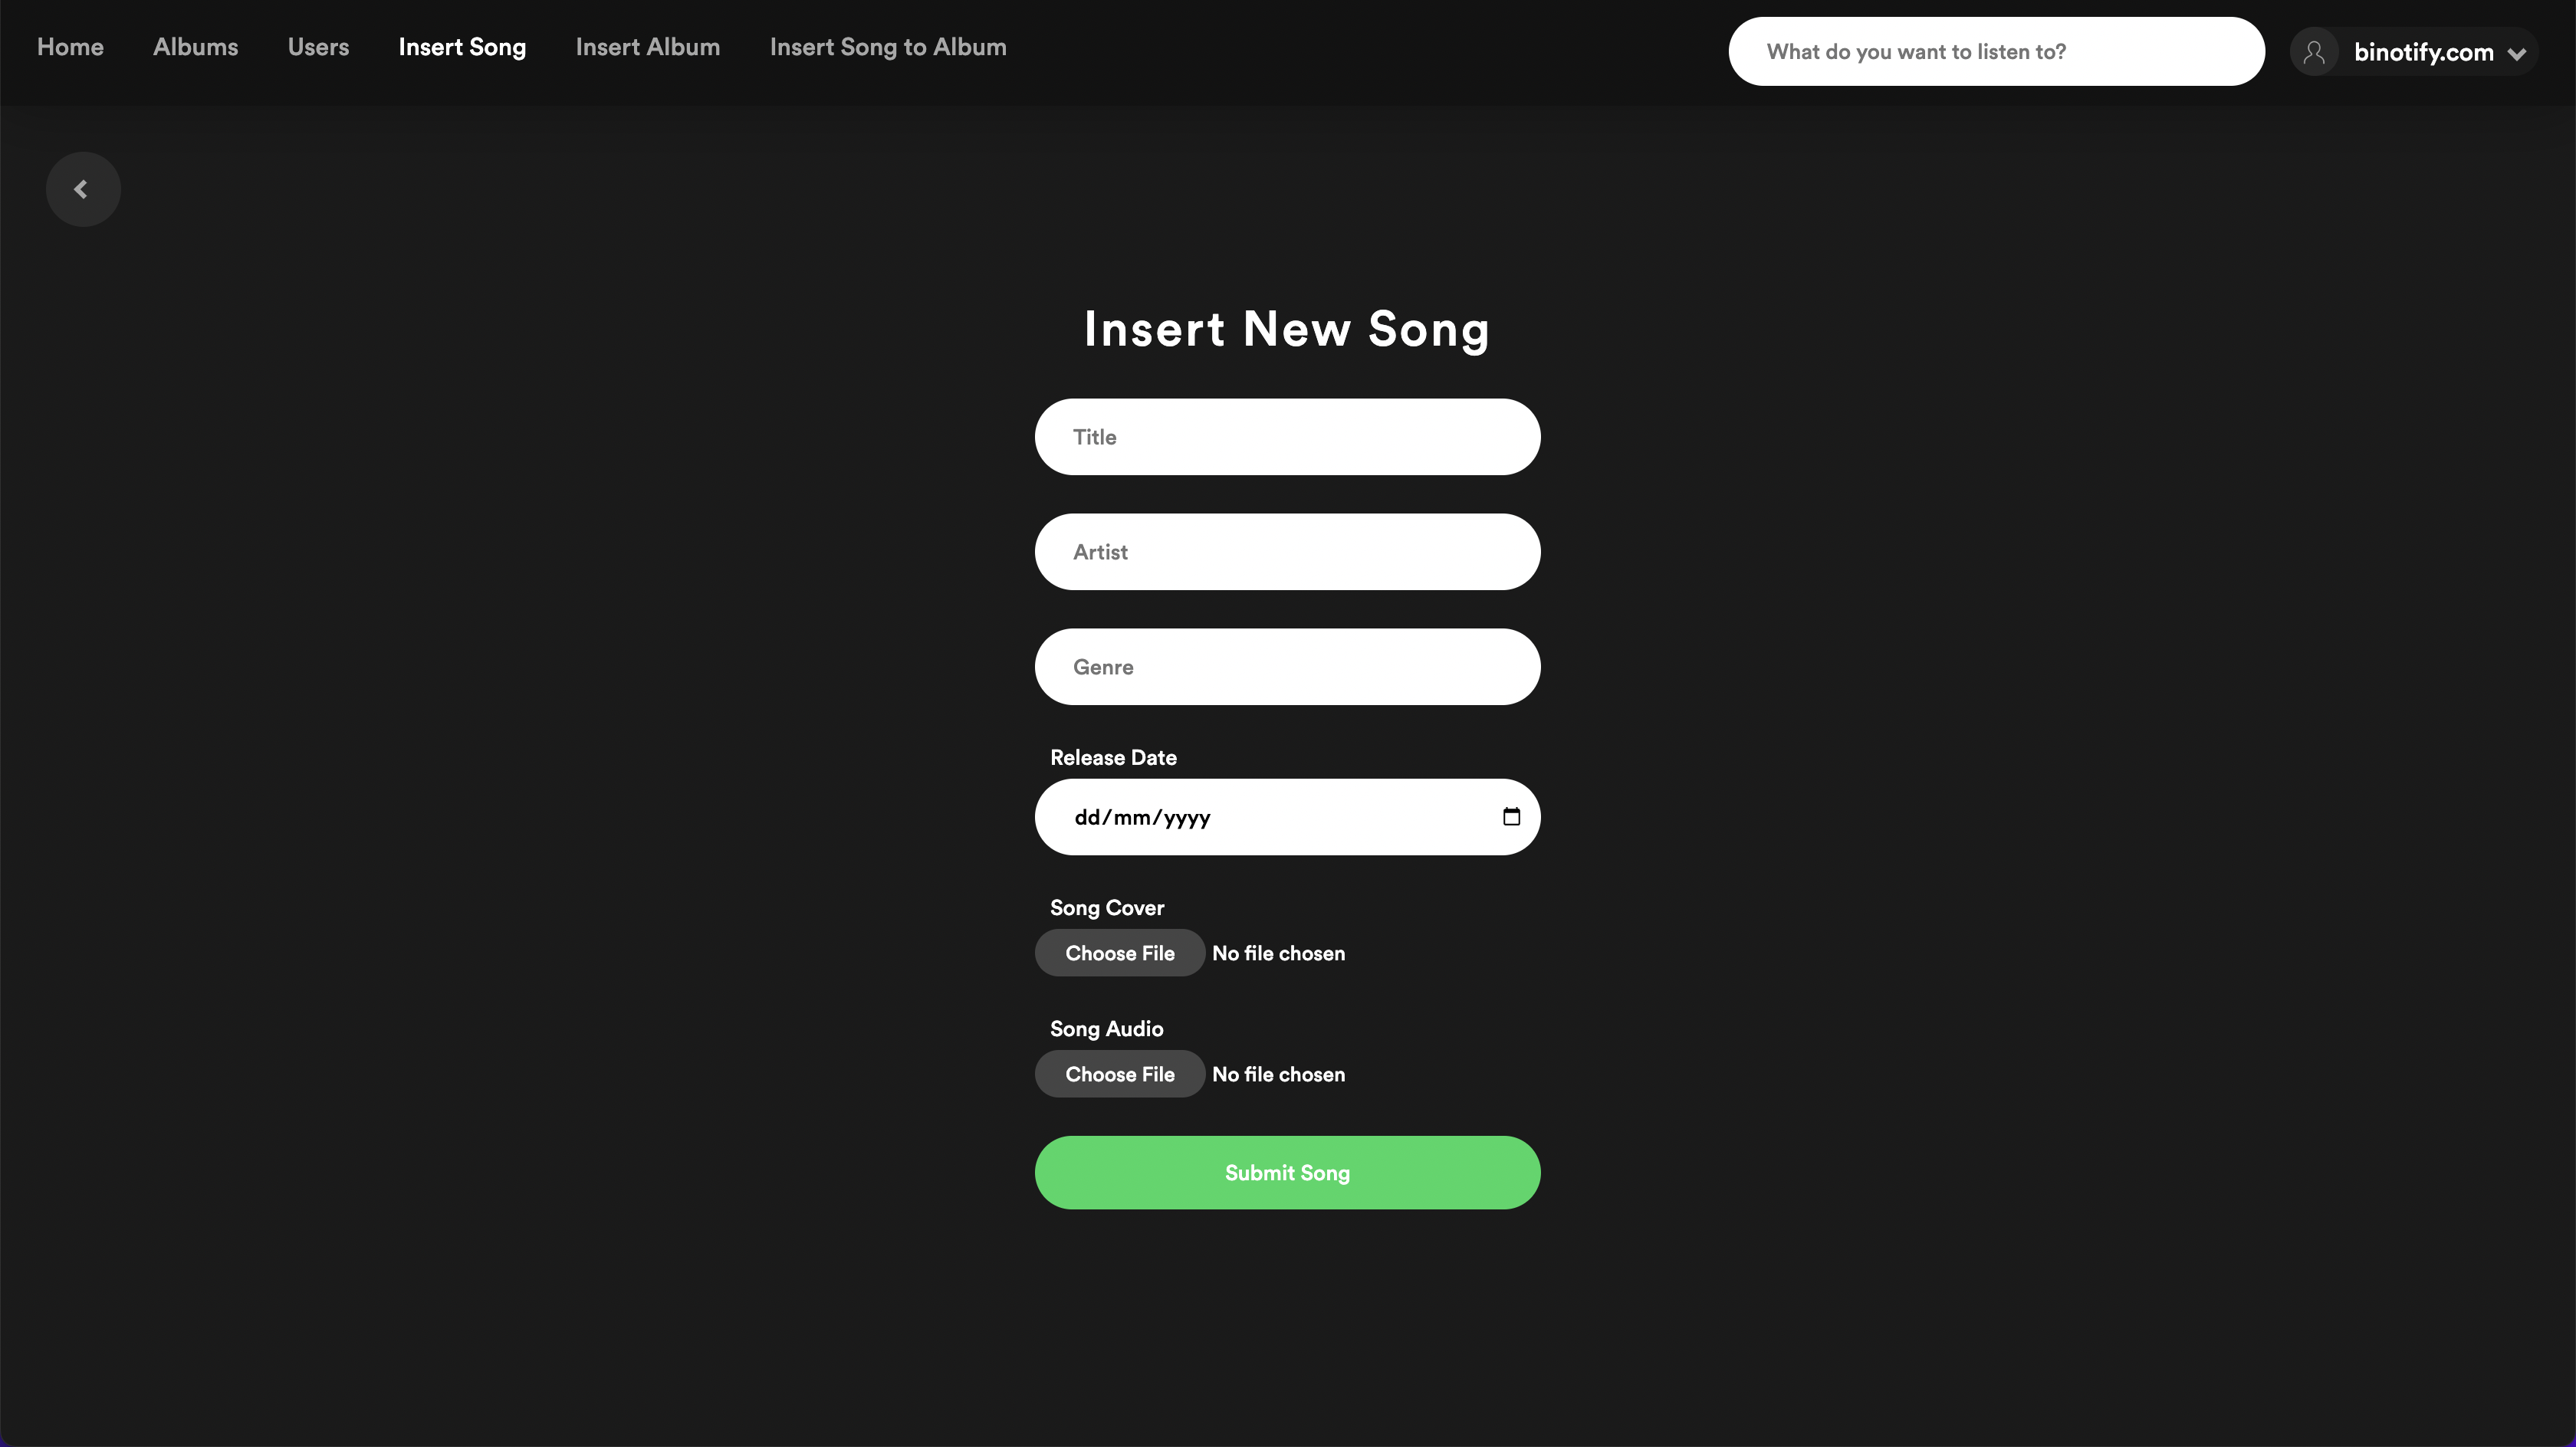 Home Albums Users Insert Song Insert Album Insert Song to Album What do you want to listen to? binotify.com
Insert New Song
Title
Artist
Genre
Release Date
dd/mm/yyyy
Song Cover
Choose File No file chosen
Song Audio
Choose File No file chosen
Submit Song